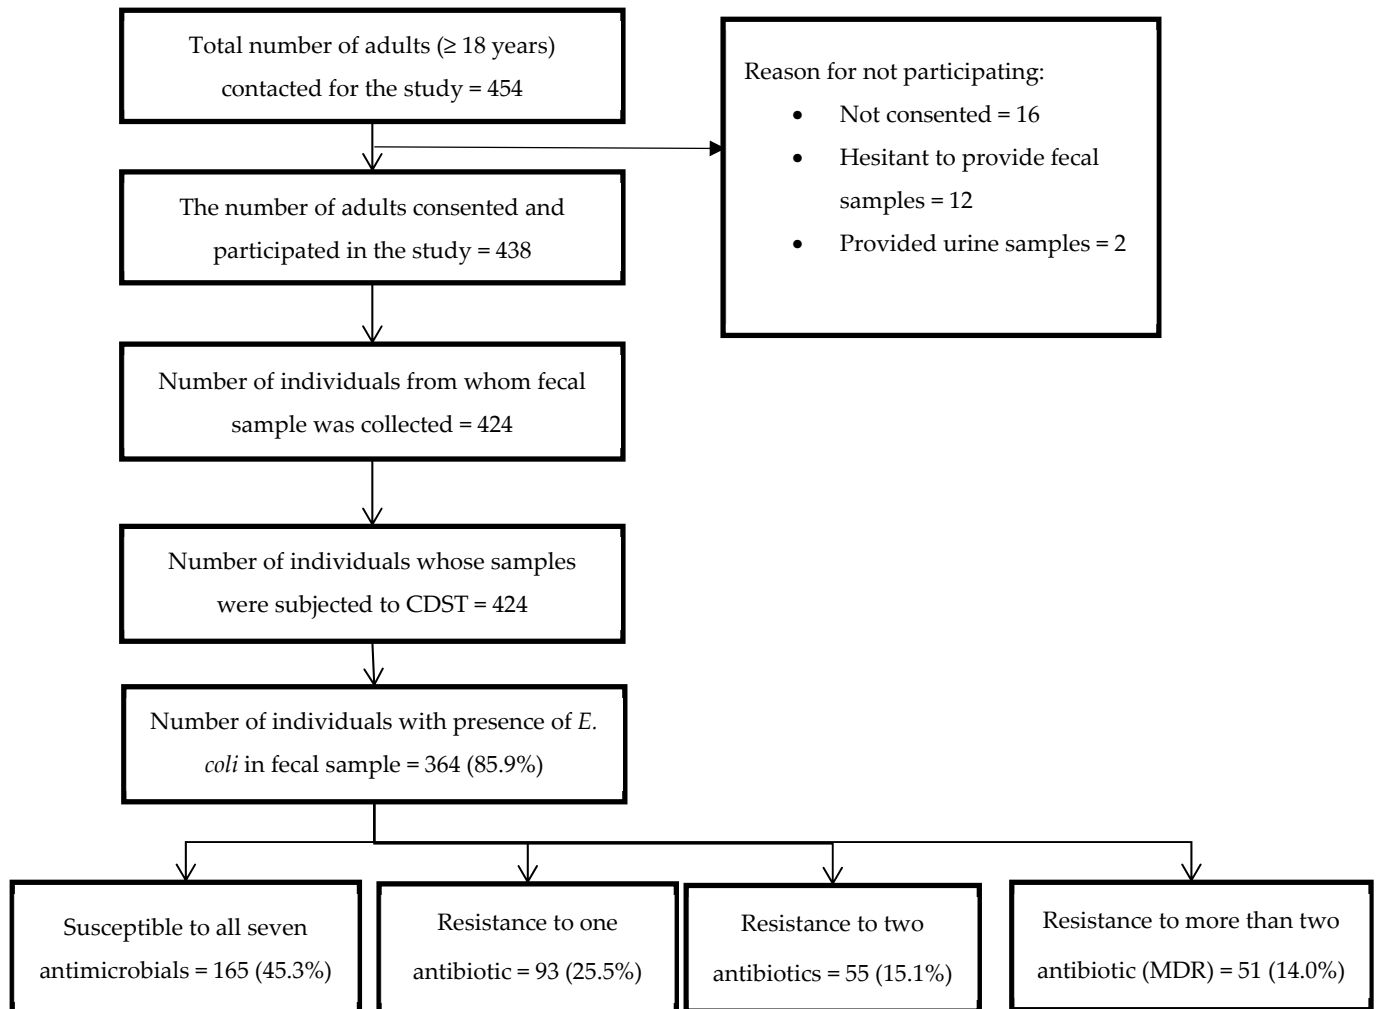 Total number of adults (≥ 18 years)
contacted for the study = 454
Reason for not participating:
• Not consented = 16
• Hesitant to provide fecal
samples = 12
• Provided urine samples = 2
The number of adults consented and
participated in the study = 438
Number of individuals from whom fecal
sample was collected = 424
Number of individuals whose samples
were subjected to CDST = 424
Number of individuals with presence of E.
coli in fecal sample = 364 (85.9%)
Susceptible to all seven
antimicrobials = 165 (45.3%)
Resistance to one
antibiotic = 93 (25.5%)
Resistance to two
antibiotics = 55 (15.1%)
Resistance to more than two
antibiotic (MDR) = 51 (14.0%)